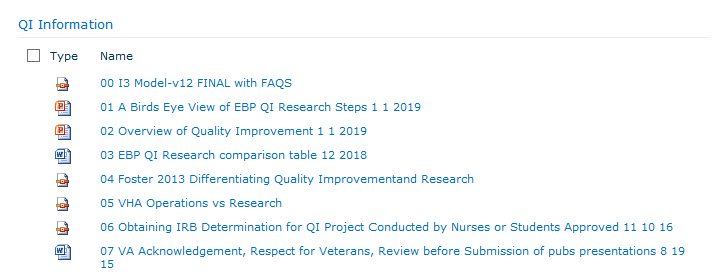 QI Information
Type Name
00 I3 Model-v12 FINAL with FAQS
01 A Birds Eye View of EBP QI Research Steps 1 1 2019
02 Overview of Quality Improvement 1 1 2019
03 EBP QI Research comparison table 12 2018
04 Foster 2013 Differentiating Quality Improvementand Research
05 VHA Operations vs Research
06 Obtaining IRB Determination for QI Project Conducted by Nurses or Students Approved 11 10 16
07 VA Acknowledgement, Respect for Veterans, Review before Submission of pubs presentations 8 19
15